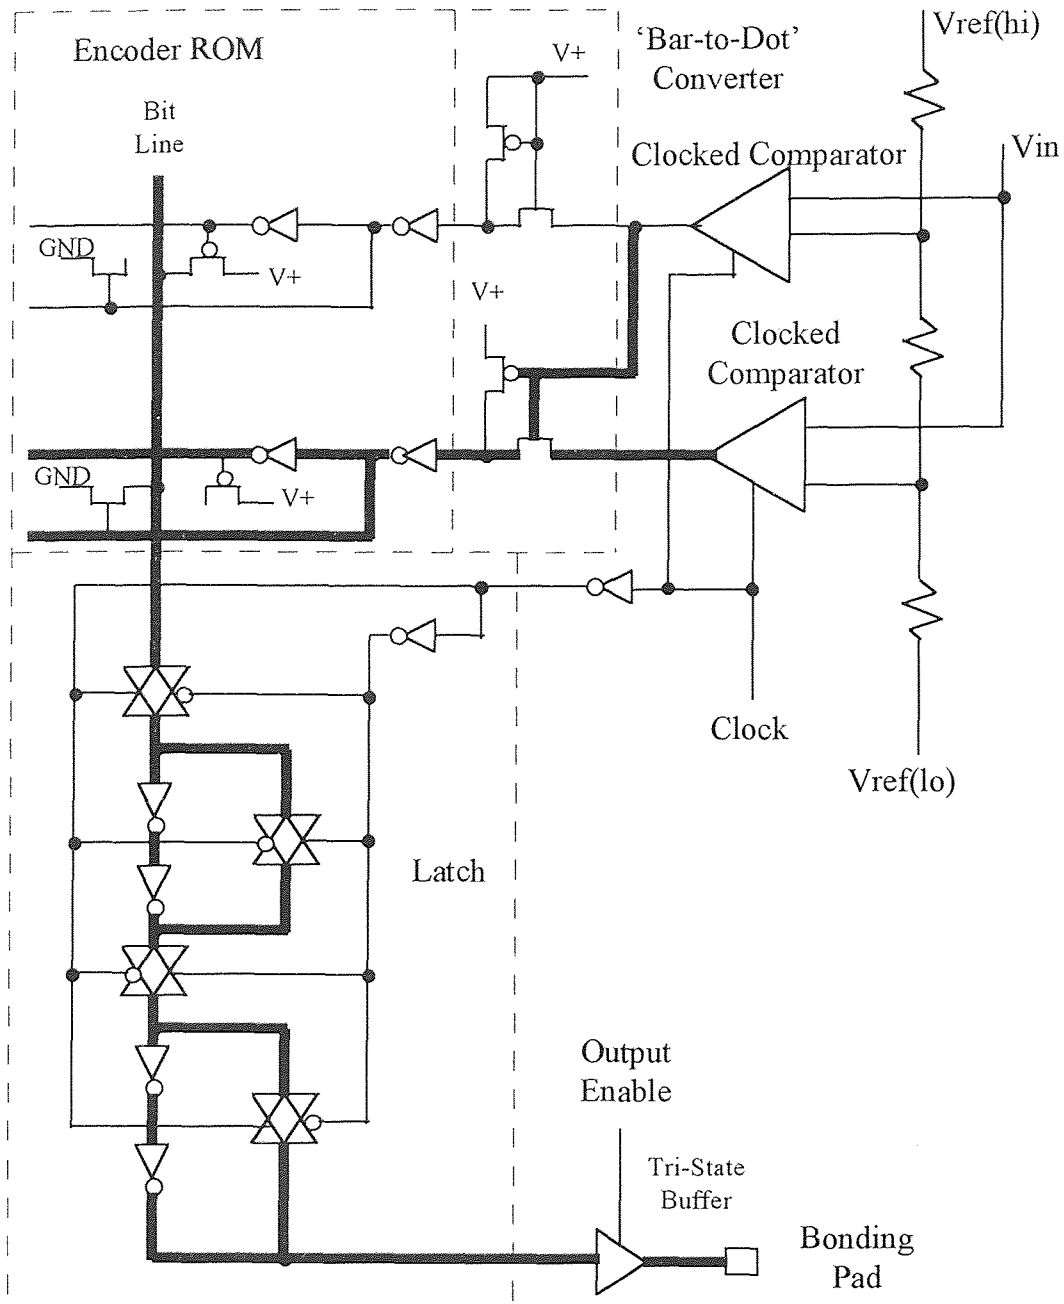 Encoder ROM
Bit
Line
V+
‘Bar-to-Dot’
Converter
Vref(hi)
Clocked Comparator
Vin
GND
V+
V+
Clocked
Comparator
GND
V+
Clock
Vref(lo)
Latch
Output
Enable
Tri-State
Buffer
Bonding
Pad